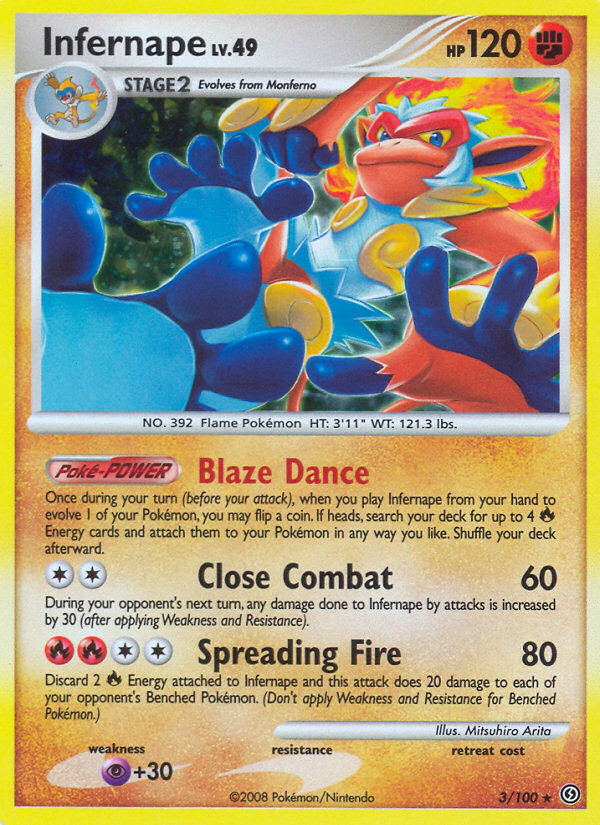 Infernape LV.49 HP 120
STAGE2 Evolves from Monferno
NO. 392 Flame Pokémon HT: 3'11" WT: 121.3 lbs.
Poké-POWER Blaze Dance
Once during your turn (before your attack), when you play Infernape from your hand to
evolve 1 of your Pokémon, you may flip a coin. If heads, search your deck for up to 4
Energy cards and attach them to your Pokémon in any way you like. Shuffle your deck
afterward.
Close Combat 60
During your opponent's next turn, any damage done to Infernape by attacks is increased
by 30 (after applying Weakness and Resistance).
Spreading Fire 80
Discard 2 Energy attached to Infernape and this attack does 20 damage to each of
your opponent's Benched Pokémon. (Don't apply Weakness and Resistance for Benched
Pokémon.)
Illus. Mitsuhiro Arita
weakness resistance retreat cost
+30
©2008 Pokémon/Nintendo 3/100